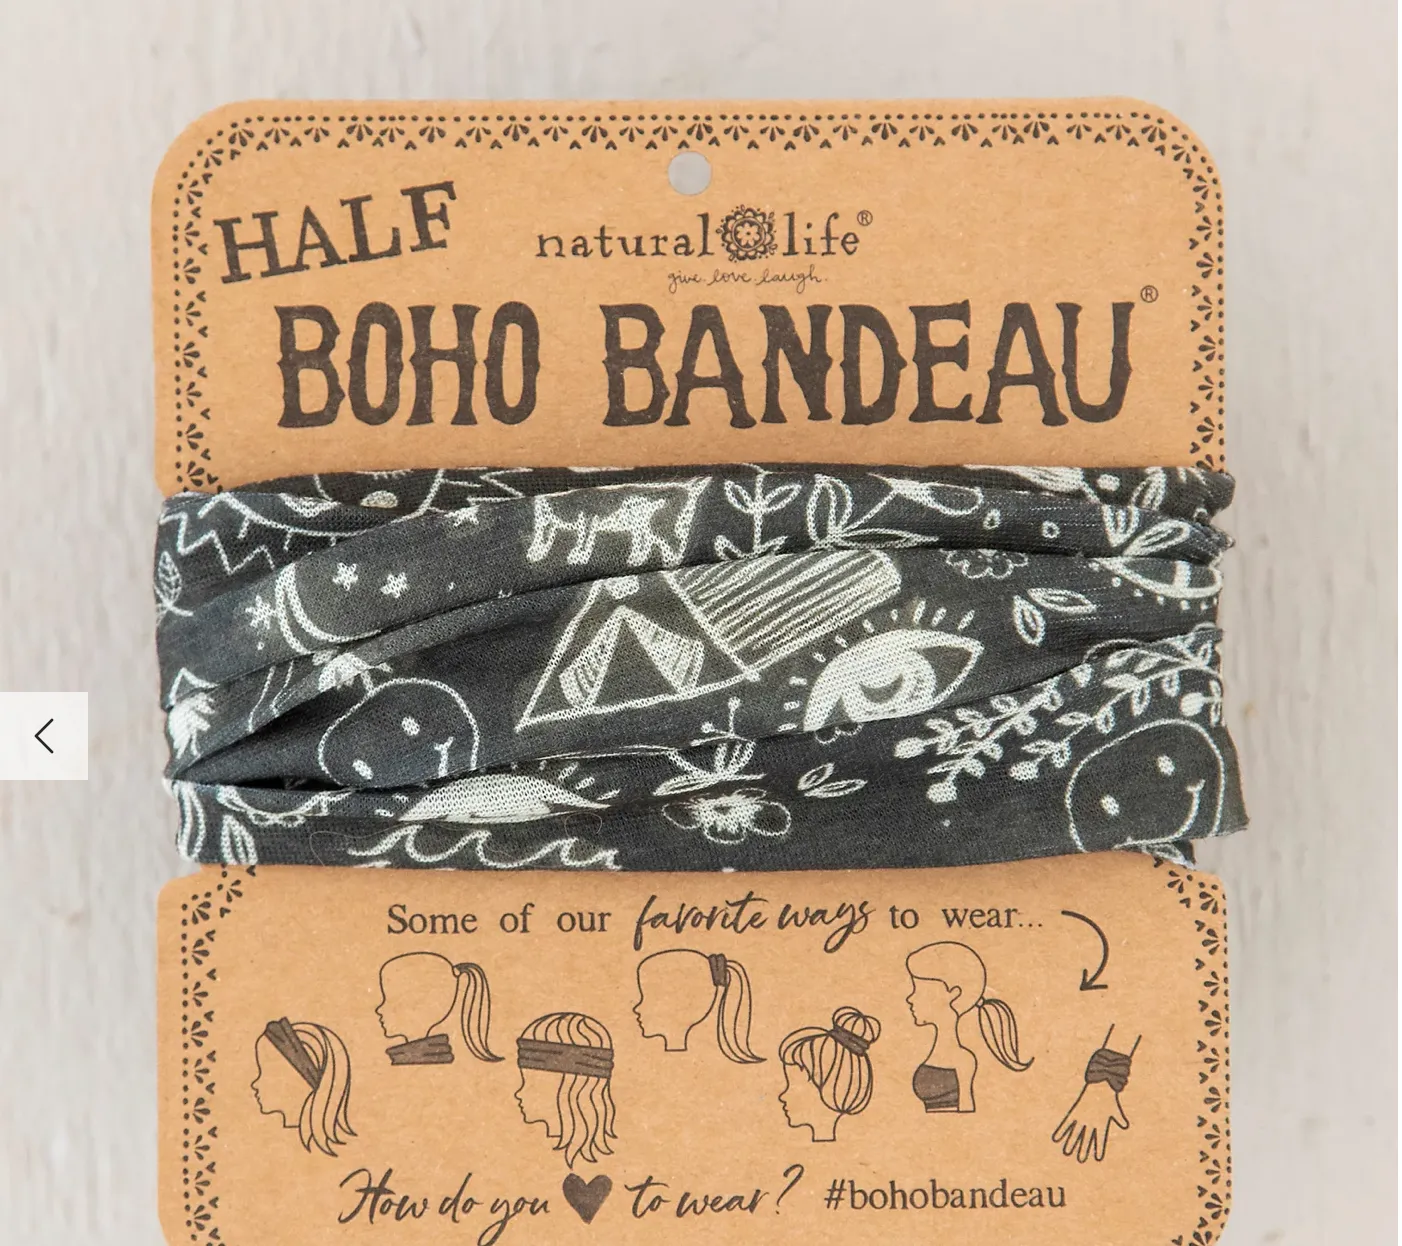 HALF
natural life®
give. love. laugh.
BOHO BANDEAU®
Some of our favorite ways to wear...
How do you ♥ to wear? #bohobandeau